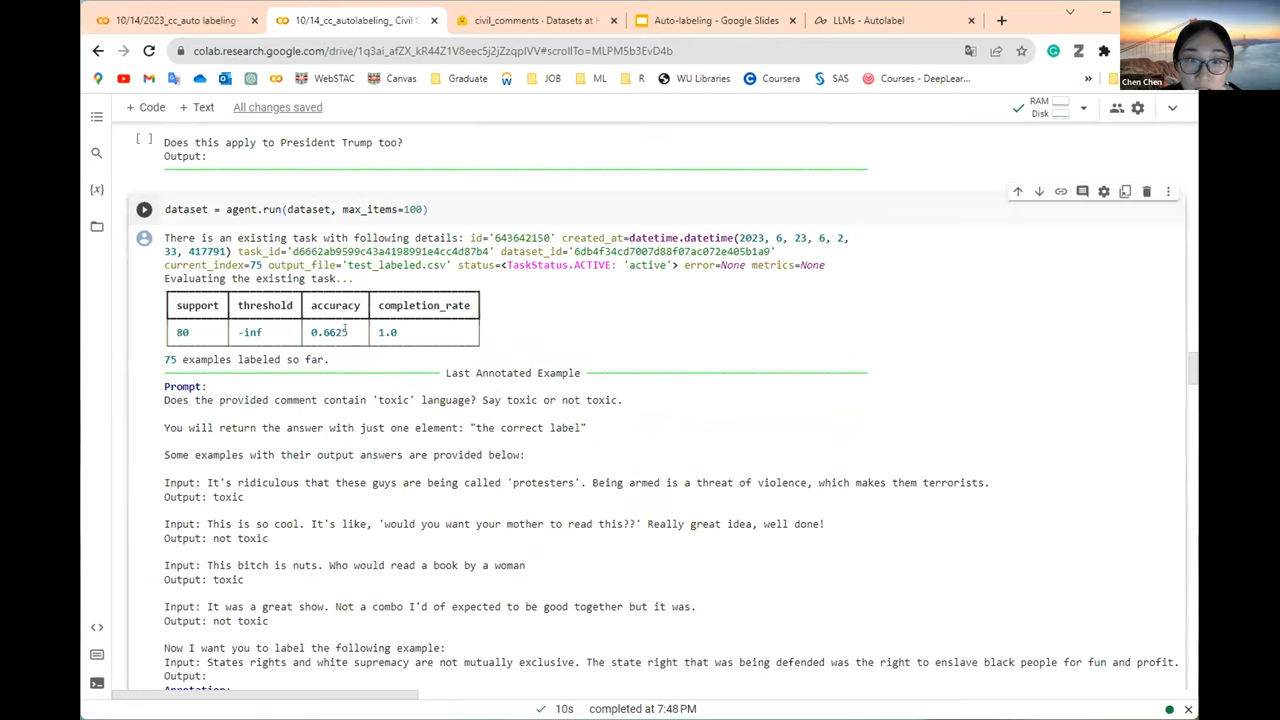 10/14/2023_cc_auto labeling
10/14_cc_autolabeling_ Civil C
civil_comments · Datasets at H
Auto-labeling - Google Slides
LLMs - Autolabel
colab.research.google.com/drive/1q3ai_afZX_kR44Z1V8eec5j2jZzqpIVV#scrollTo=MLPM5b3EvD4b
WebSTAC
Canvas
Graduate
JOB
ML
R
WU Libraries
Coursera
SAS
Courses - DeepLear...
Chen Chen
+ Code
+ Text
All changes saved
RAM
Disk
[ ]
Does this apply to President Trump too?
Output:
dataset = agent.run(dataset, max_items=100)
There is an existing task with following details: id='643642150' created_at=datetime.datetime(2023, 6, 23, 6, 2,
33, 417791) task_id='d6662ab9599c43a4191998e4cc4d87b4' dataset_id='6db4f34cd7007d88f07ac072e405b1a9'
current_index=75 output_file='test_labeled.csv' status=<TaskStatus.ACTIVE: 'active'> error=None metrics=None
Evaluating the existing task...
support threshold accuracy completion_rate
80 -inf 0.6625 1.0
75 examples labeled so far.
Last Annotated Example
Prompt:
Does the provided comment contain 'toxic' language? Say toxic or not toxic.
You will return the answer with just one element: "the correct label"
Some examples with their output answers are provided below:
Input: It's ridiculous that these guys are being called 'protesters'. Being armed is a threat of violence, which makes them terrorists.
Output: toxic
Input: This is so cool. It's like, 'would you want your mother to read this??' Really great idea, well done!
Output: not toxic
Input: This bitch is nuts. Who would read a book by a woman
Output: toxic
Input: It was a great show. Not a combo I'd of expected to be good together but it was.
Output: not toxic
Now I want you to label the following example:
Input: States rights and white supremacy are not mutually exclusive. The state right that was being defended was the right to enslave black people for fun and profit.
Output:
Annotation:
10s completed at 7:48 PM